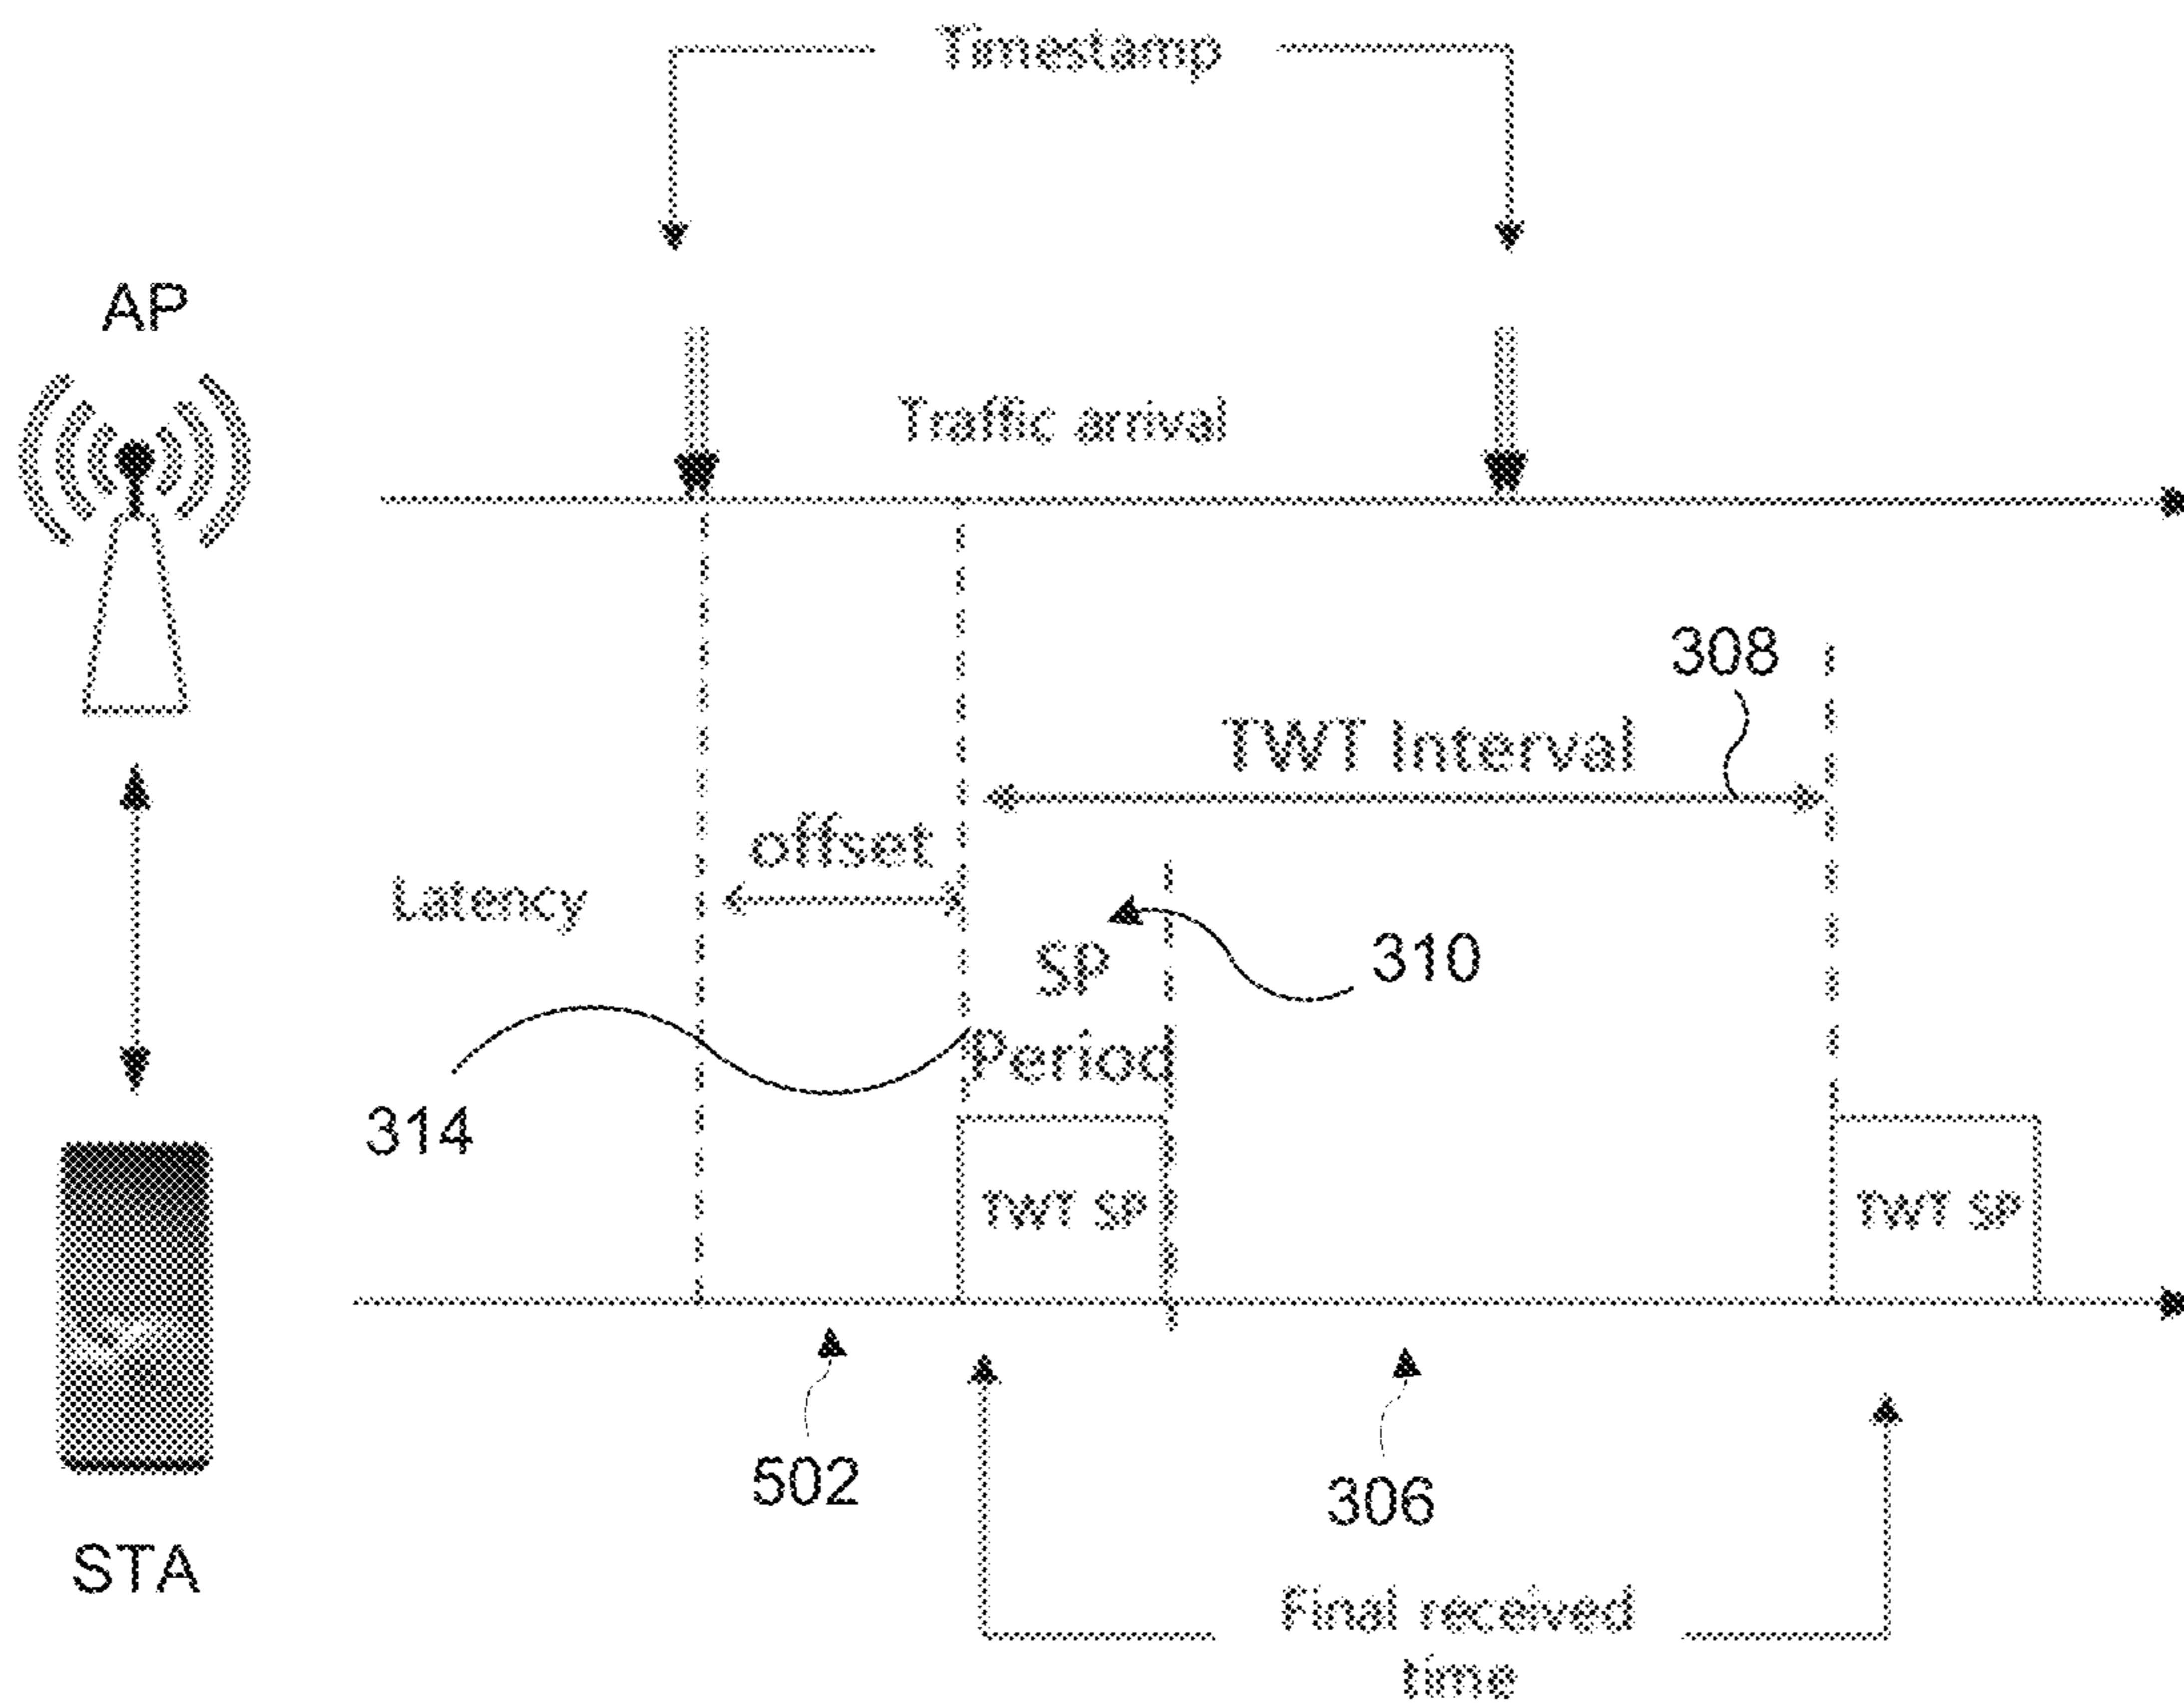 Timestamp
AP
Traffic arrival
308
TWT Interval
offset
Latency
SP
310
Period
314
TWT SP
TWT SP
502
306
STA
Final received
time